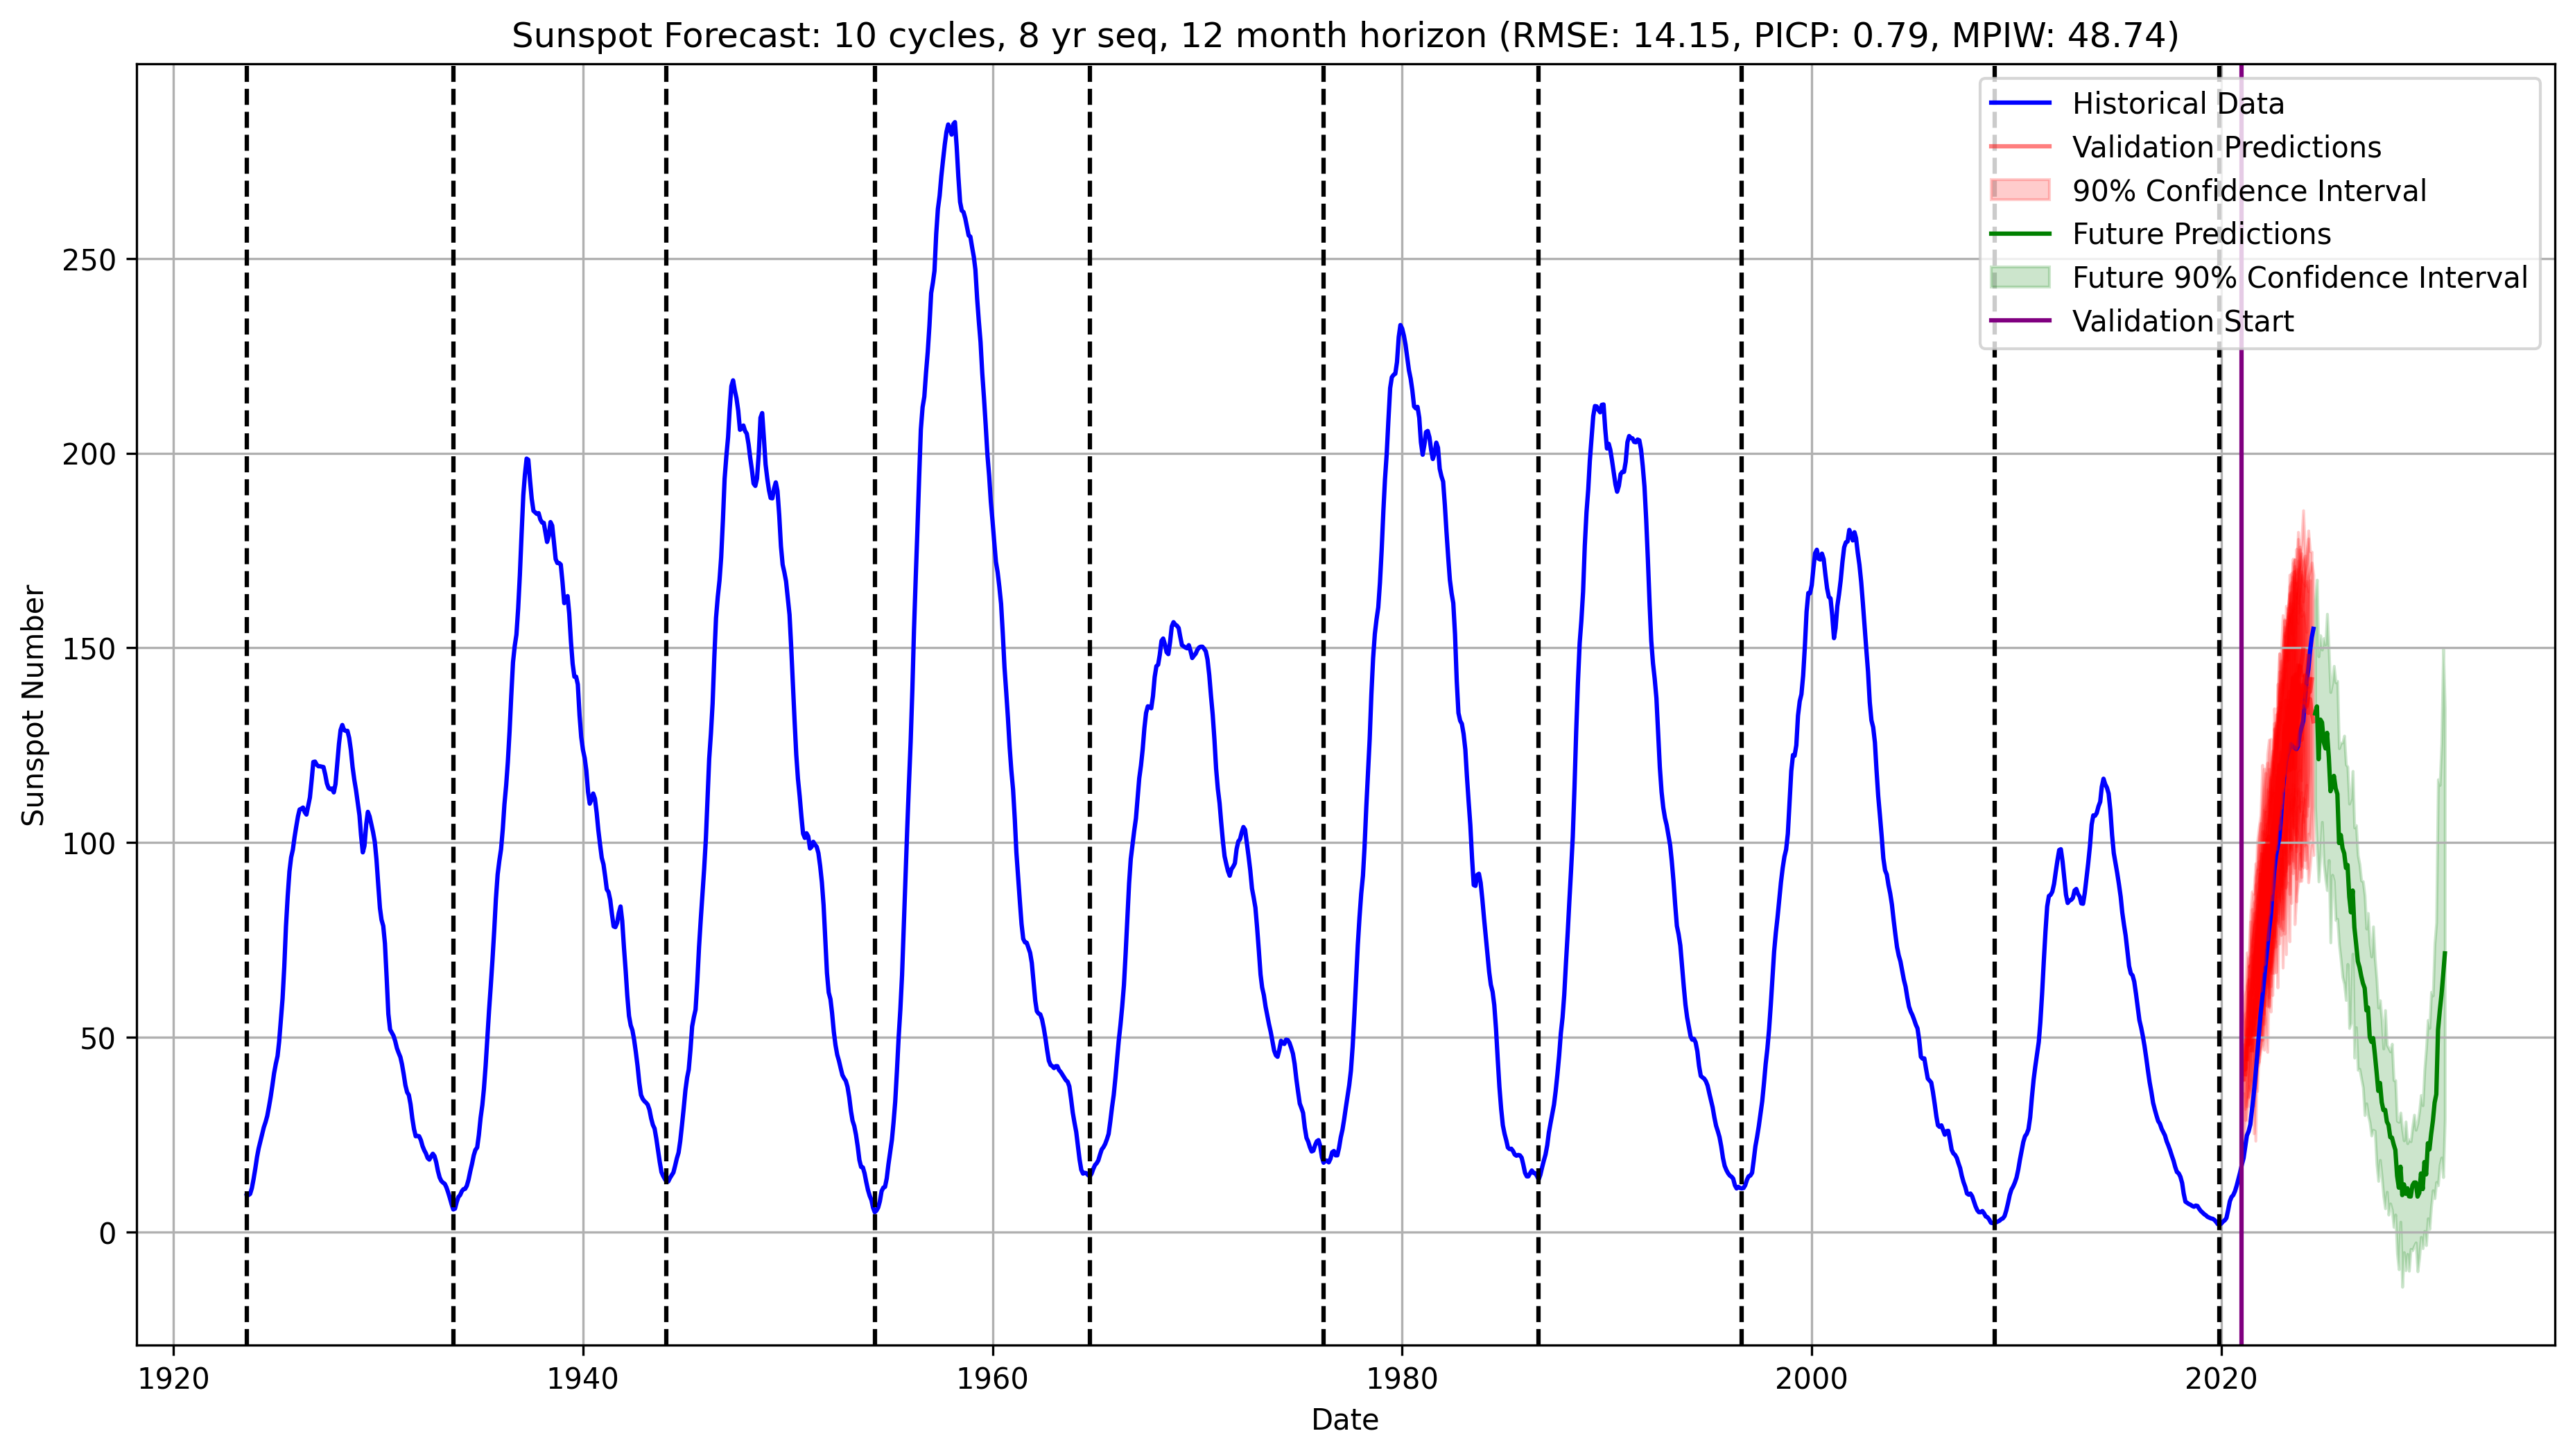 Sunspot Forecast: 10 cycles, 8 yr seq, 12 month horizon (RMSE: 14.15, PICP: 0.79, MPIW: 48.74)
Historical Data
Validation Predictions
90% Confidence Interval
Future Predictions
Future 90% Confidence Interval
Validation Start
Sunspot Number
250
200
150
100
50
0
1920
1940
1960
1980
2000
2020
Date